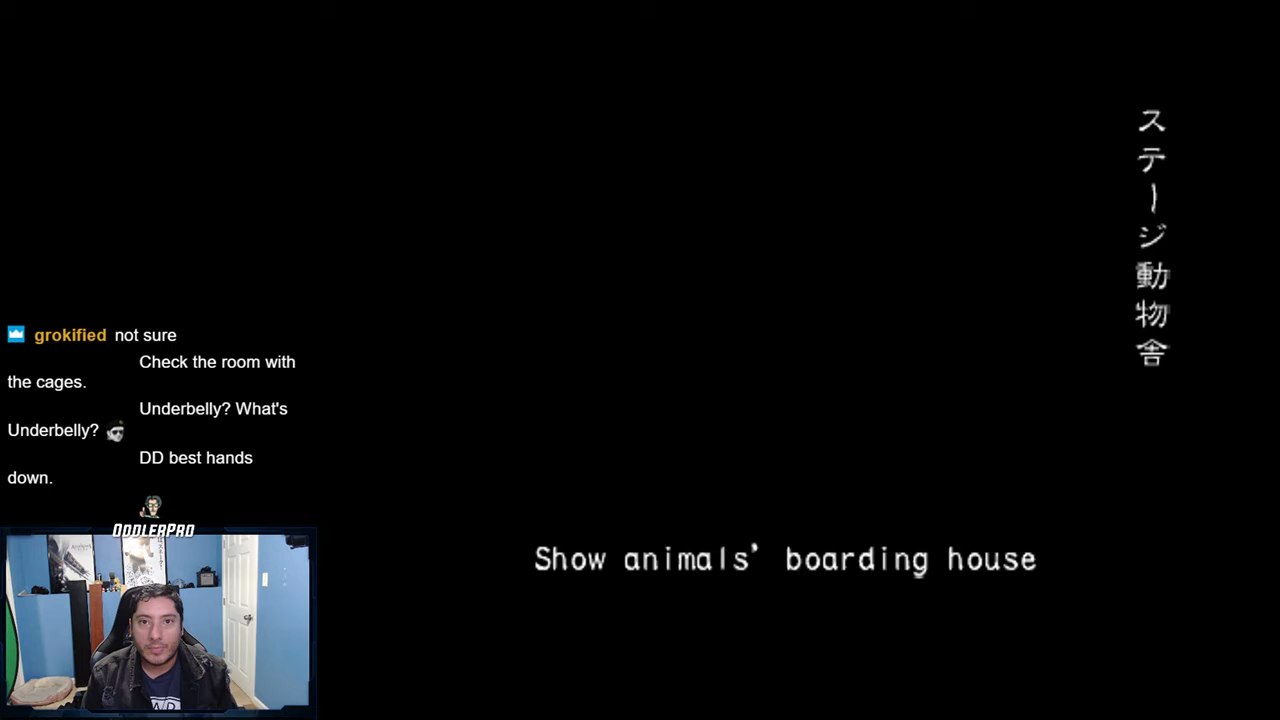 ステージ動物舎
grokified not sure
Check the room with
the cages.
Underbelly? What's
Underbelly?
DD best hands
down.
ODDLERPRO
Show animals’ boarding house